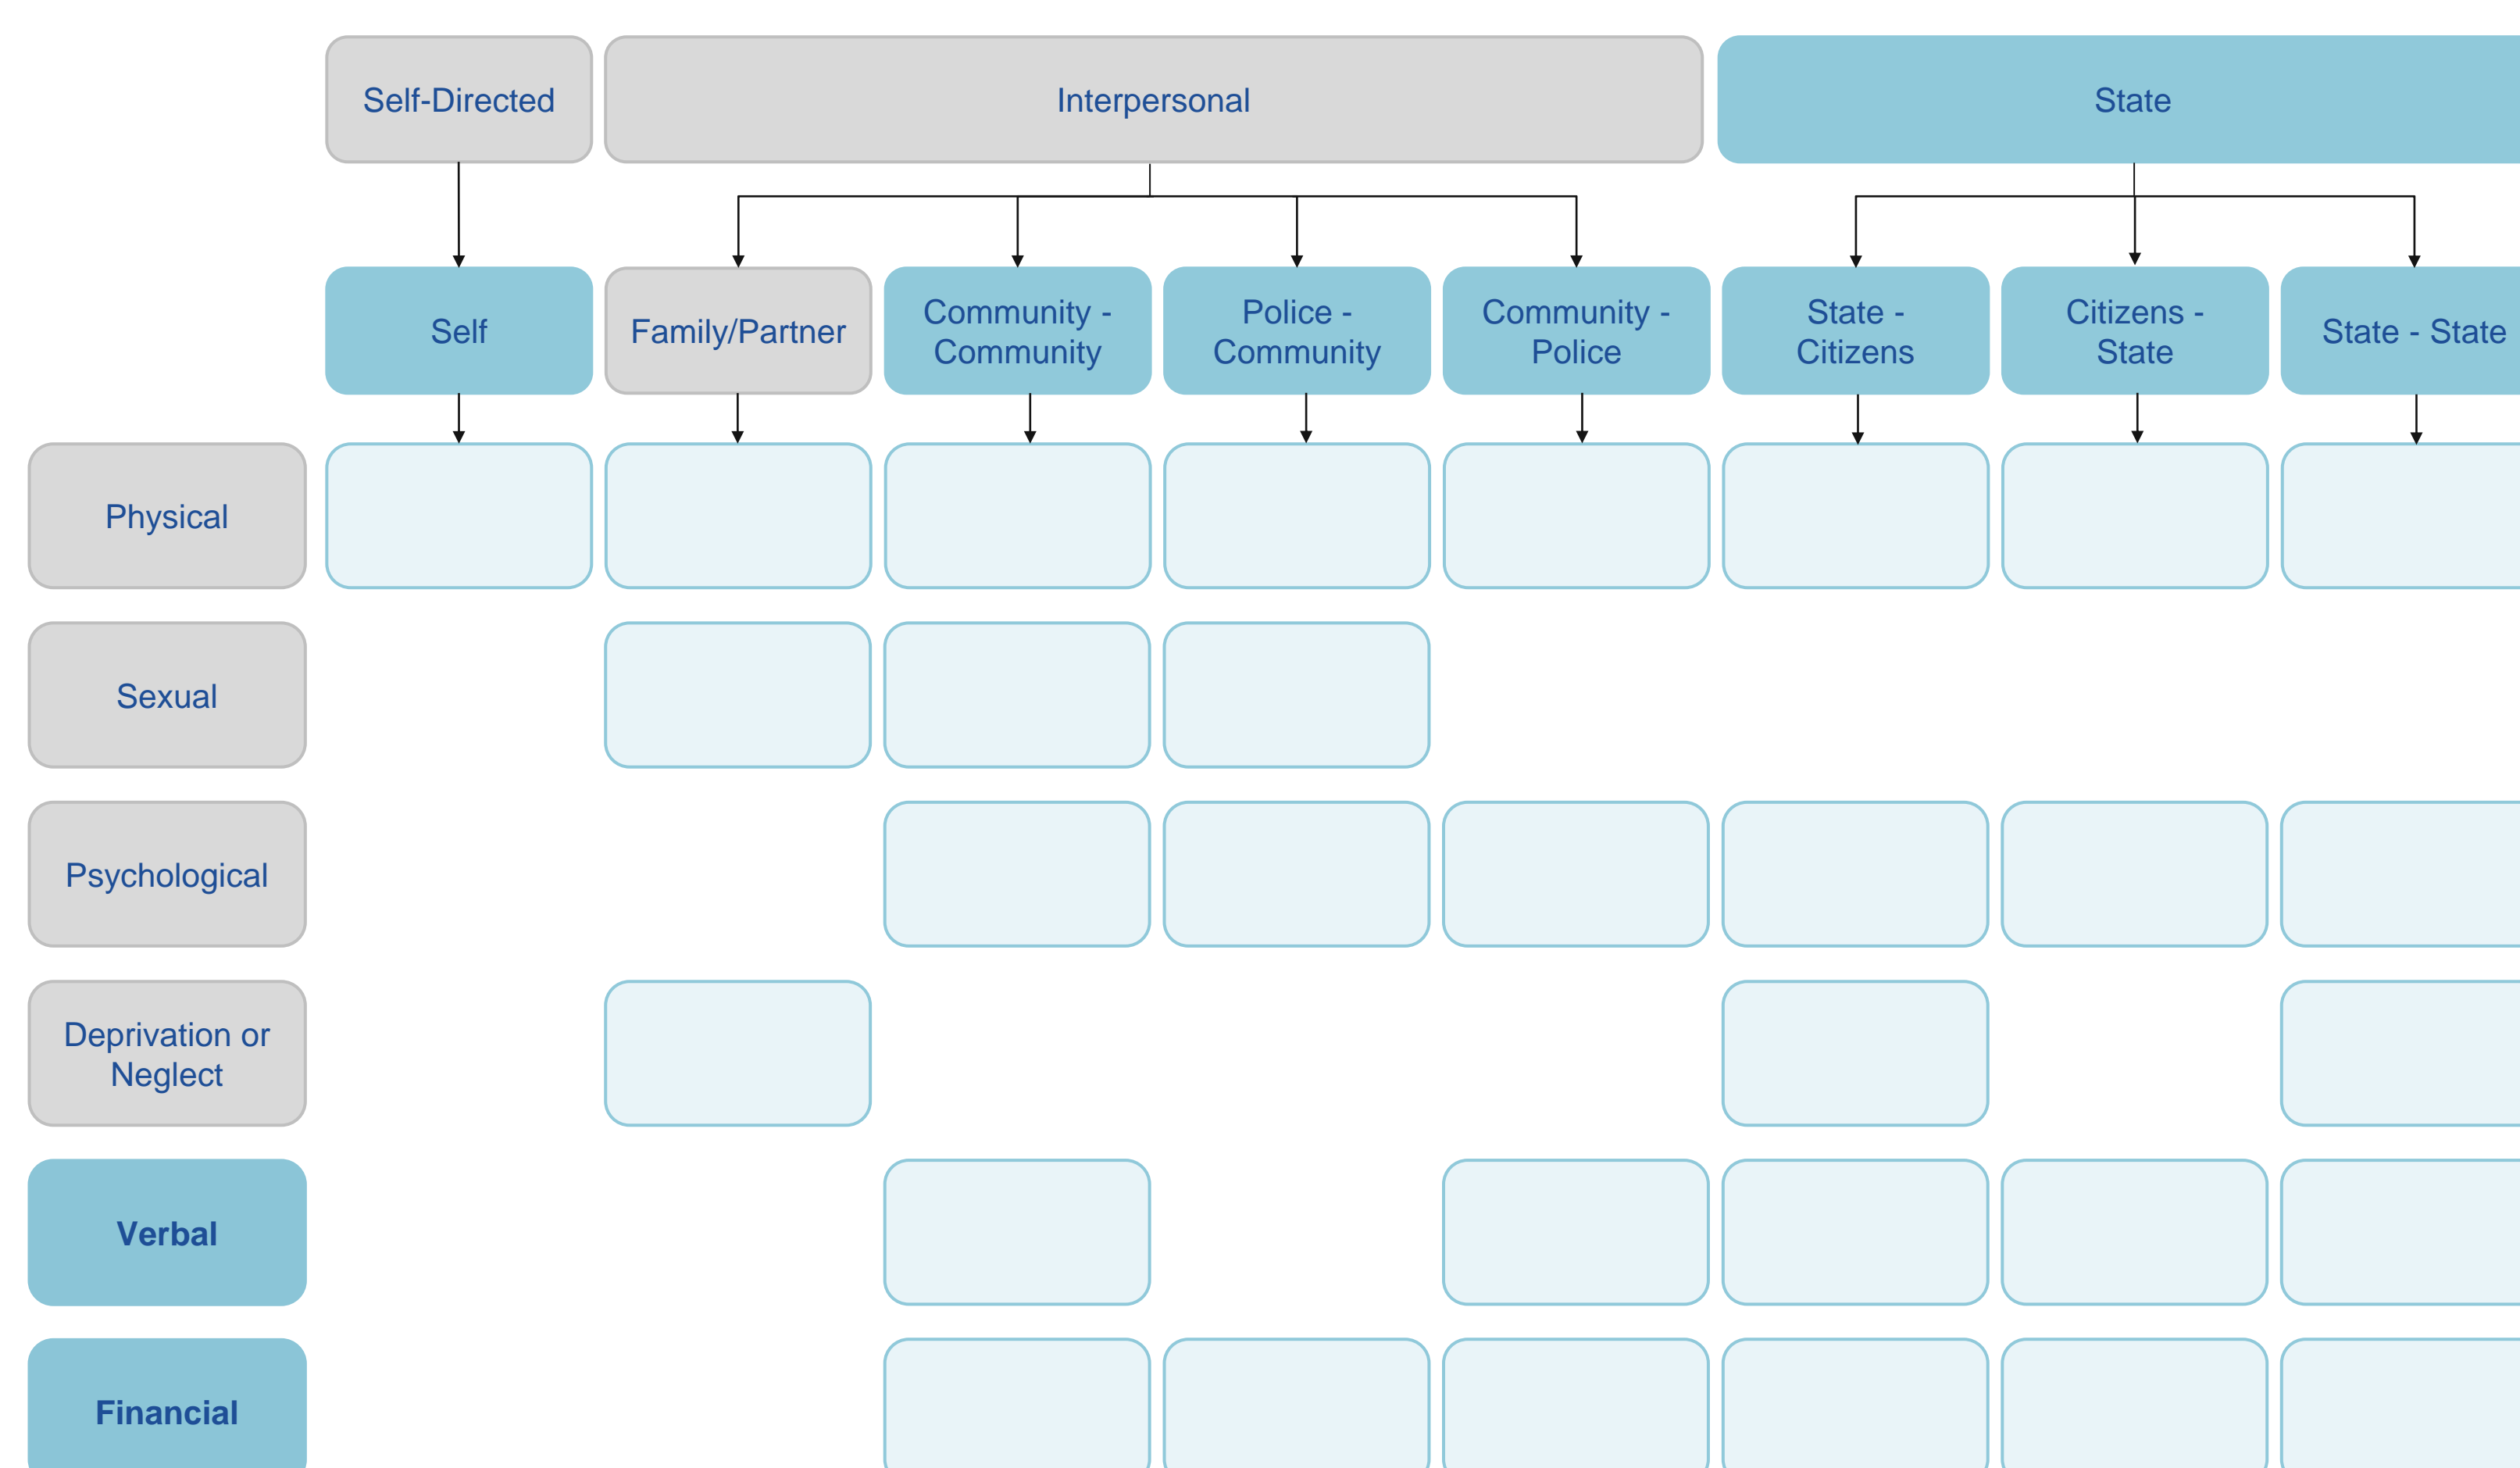 Self-Directed
Interpersonal
State
Self
Family/Partner
Community -
Community
Police -
Community
Community -
Police
State -
Citizens
Citizens -
State
State - State
Physical
Sexual
Psychological
Deprivation or
Neglect
Verbal
Financial